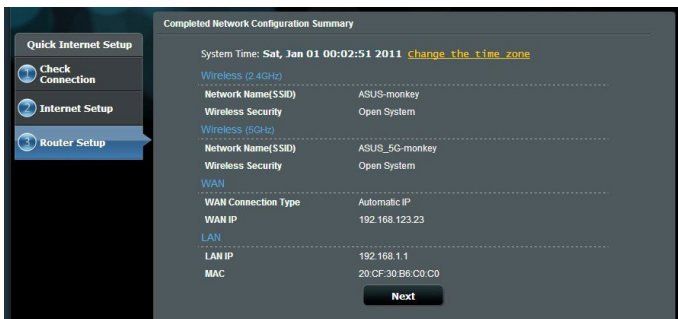 Completed Network Configuration Summary
Quick Internet Setup
1 Check Connection
2 Internet Setup
3 Router Setup
System Time: Sat, Jan 01 00:02:51 2011 Change the time zone
Wireless (2.4GHz)
Network Name(SSID) ASUS-monkey
Wireless Security Open System
Wireless (5GHz)
Network Name(SSID) ASUS_5G-monkey
Wireless Security Open System
WAN
WAN Connection Type Automatic IP
WAN IP 192.168.123.23
LAN
LAN IP 192.168.1.1
MAC 20:CF:30:B6:C0:C0
Next